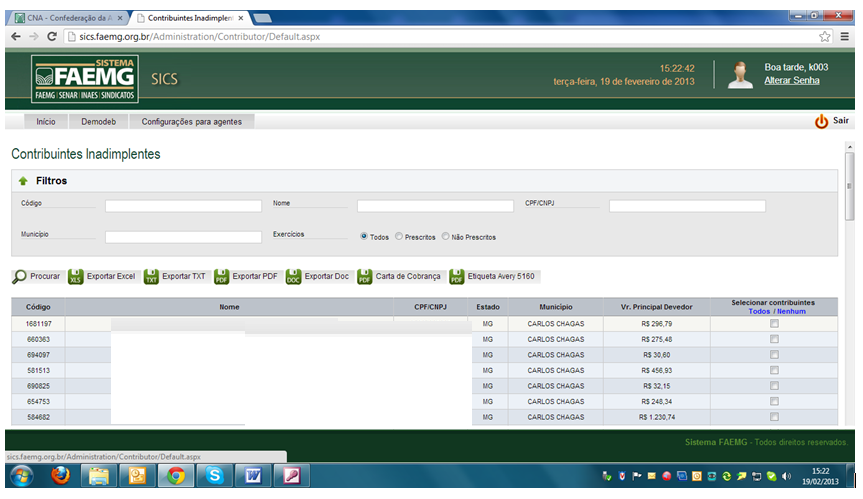 CNA - Confederação da A
Contribuintes Inadimplent
sics.faemg.org.br/Administration/Contributor/Default.aspx
SISTEMA
FAEMG
FAEMG SENAR INAES SINDICATOS
SICS
15:22:42
terça-feira, 19 de fevereiro de 2013
Boa tarde, k003
Alterar Senha
Início Demodeb Configurações para agentes Sair
Contribuintes Inadimplentes
Filtros
Código Nome CPF/CNPJ
Município Exercícios Todos Prescritos Não Prescritos
Procurar XLS Exportar Excel TXT Exportar TXT PDF Exportar PDF DOC Exportar Doc PDF Carta de Cobrança PDF Etiqueta Avery 5160
Código Nome CPF/CNPJ Estado Município Vr. Principal Devedor Selecionar contribuintes
Todos / Nenhum
1681197 MG CARLOS CHAGAS R$ 296,79
660363 MG CARLOS CHAGAS R$ 275,48
694097 MG CARLOS CHAGAS R$ 30,60
581513 MG CARLOS CHAGAS R$ 456,93
690825 MG CARLOS CHAGAS R$ 32,15
654753 MG CARLOS CHAGAS R$ 248,34
584682 MG CARLOS CHAGAS R$ 1.230,74
Sistema FAEMG - Todos direitos reservados.
sics.faemg.org.br/Administration/Contributor/Default.aspx
15:22
19/02/2013